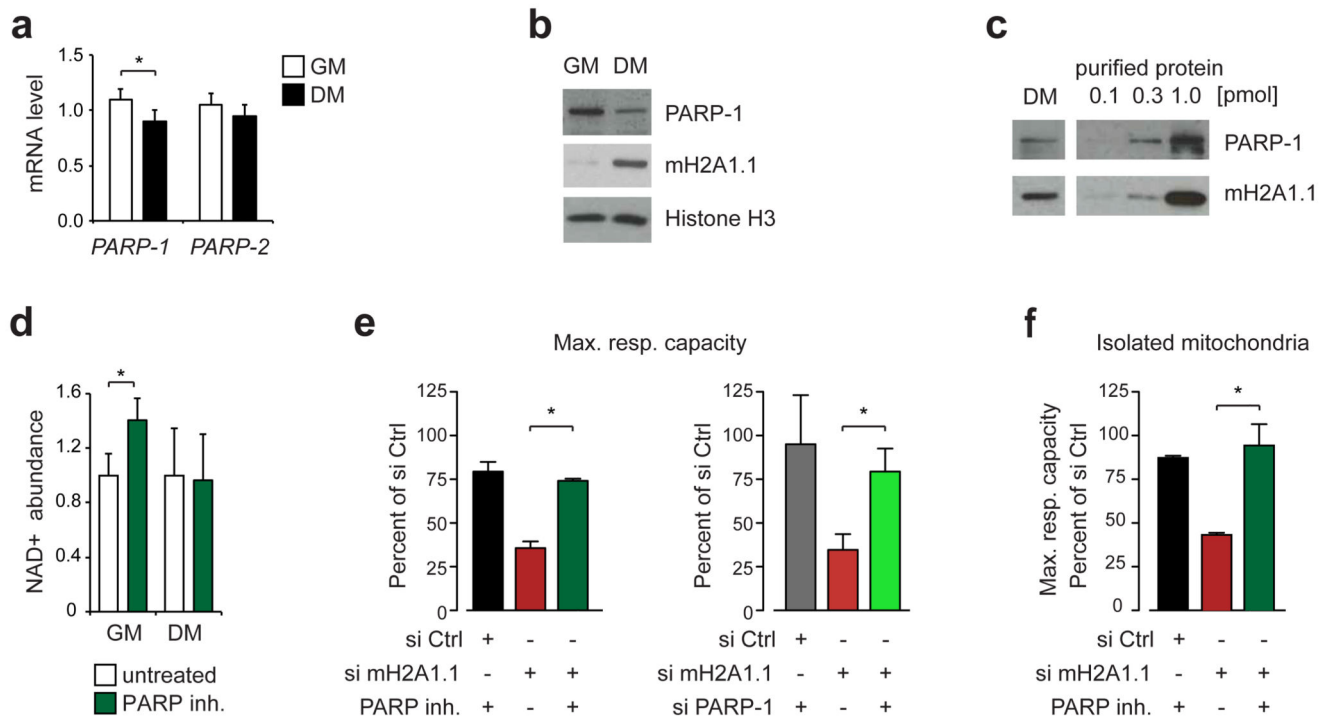 a
1.5
1.0
0.5
0.0
mRNA level
*
GM
DM
PARP-1 PARP-2
b
GM DM
PARP-1
mH2A1.1
Histone H3
c
purified protein
DM 0.1 0.3 1.0 [pmol]
PARP-1
mH2A1.1
d
1.6
1.2
0.8
0.4
0
NAD+ abundance
*
GM DM
untreated
PARP inh.
e
Max. resp. capacity
125
100
75
50
25
0
Percent of si Ctrl
*
si Ctrl + - -
si mH2A1.1 - + +
PARP inh. + - +
125
100
75
50
25
0
Percent of si Ctrl
*
si Ctrl + - -
si mH2A1.1 - + +
si PARP-1 + - +
f
Isolated mitochondria
125
100
75
50
25
0
Max. resp. capacity
Percent of si Ctrl
*
si Ctrl + - -
si mH2A1.1 - + +
PARP inh. + - +